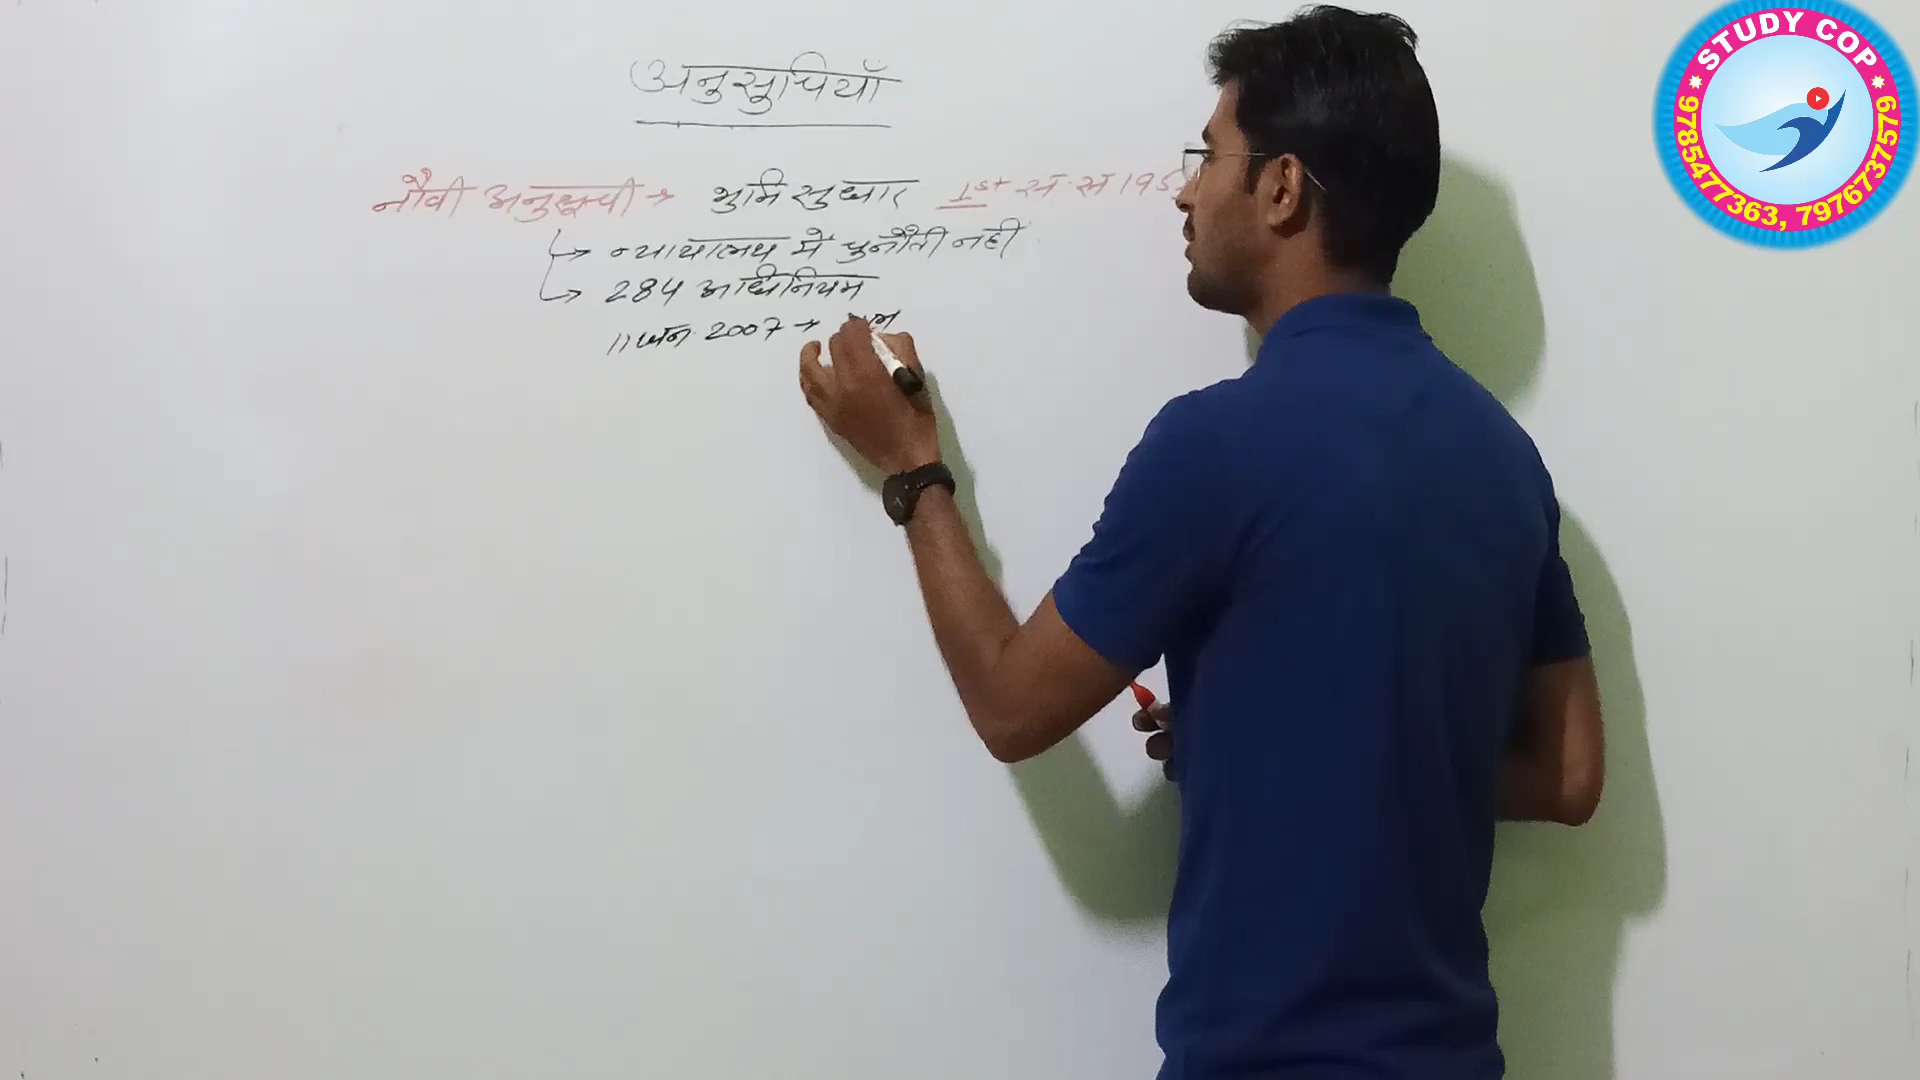 अनुसुचियाँ
नौवी अनुसूची → भुमि सुधार 1st स.स 195
↳ न्यायालय में चुनौती नही
↳ 284 अधिनियम
11 जन. 2007 →
STUDY COP
9785477363, 7976737579